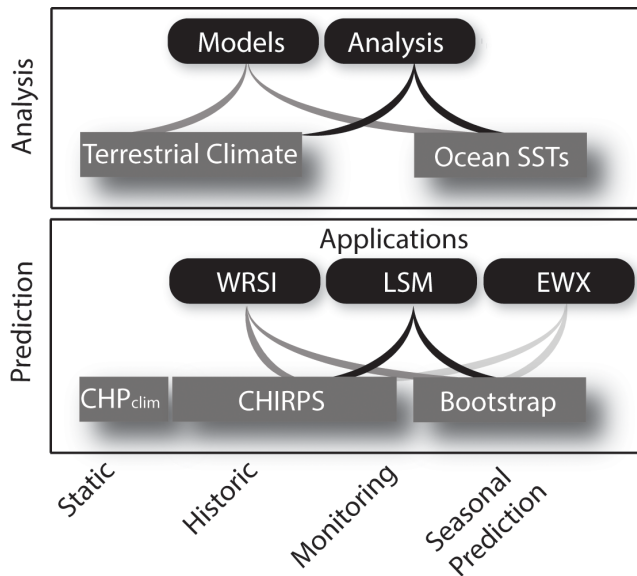 Analysis
Models
Analysis
Terrestrial Climate
Ocean SSTs
Prediction
Applications
WRSI
LSM
EWX
CHPclim
CHIRPS
Bootstrap
Static
Historic
Monitoring
Seasonal
Prediction